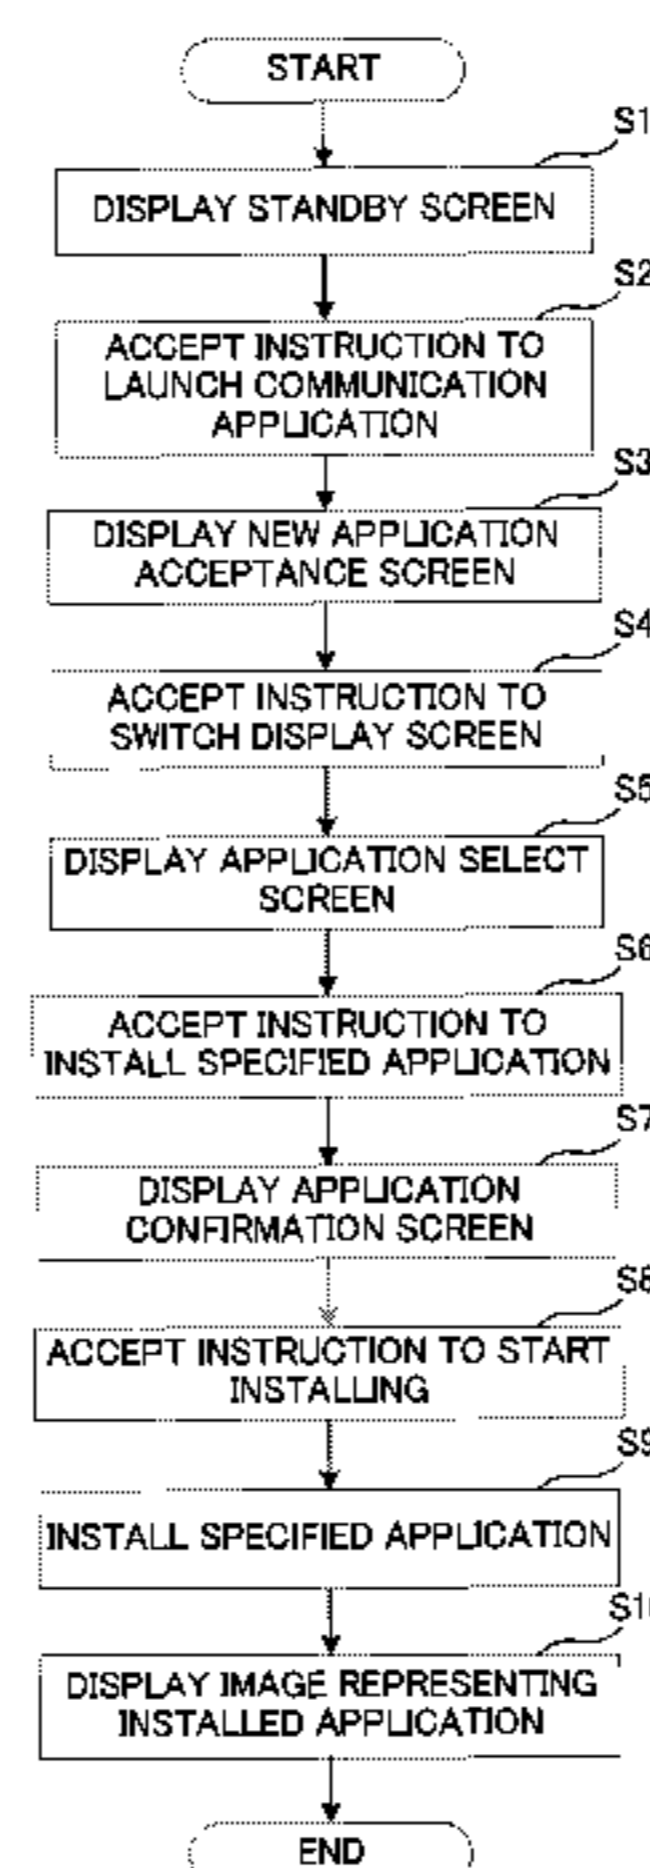 START
S1
DISPLAY STANDBY SCREEN
S2
ACCEPT INSTRUCTION TO
LAUNCH COMMUNICATION
APPLICATION
S3
DISPLAY NEW APPLICATION
ACCEPTANCE SCREEN
S4
ACCEPT INSTRUCTION TO
SWITCH DISPLAY SCREEN
S5
DISPLAY APPLICATION SELECT
SCREEN
S6
ACCEPT INSTRUCTION TO
INSTALL SPECIFIED APPLICATION
S7
DISPLAY APPLICATION
CONFIRMATION SCREEN
S8
ACCEPT INSTRUCTION TO START
INSTALLING
S9
INSTALL SPECIFIED APPLICATION
S10
DISPLAY IMAGE REPRESENTING
INSTALLED APPLICATION
END